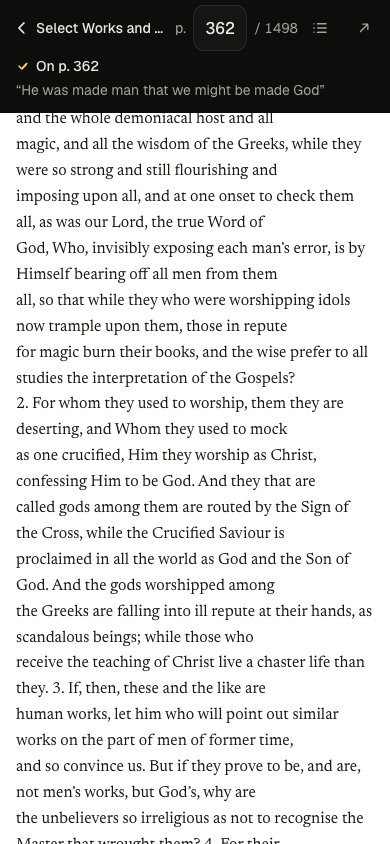 Select Works and ... p. 362 / 1498
On p. 362
“He was made man that we might be made God”
and the whole demoniacal host and all
magic, and all the wisdom of the Greeks, while they
were so strong and still flourishing and
imposing upon all, and at one onset to check them
all, as was our Lord, the true Word of
God, Who, invisibly exposing each man’s error, is by
Himself bearing off all men from them
all, so that while they who were worshipping idols
now trample upon them, those in repute
for magic burn their books, and the wise prefer to all
studies the interpretation of the Gospels?
2. For whom they used to worship, them they are
deserting, and Whom they used to mock
as one crucified, Him they worship as Christ,
confessing Him to be God. And they that are
called gods among them are routed by the Sign of
the Cross, while the Crucified Saviour is
proclaimed in all the world as God and the Son of
God. And the gods worshipped among
the Greeks are falling into ill repute at their hands, as
scandalous beings; while those who
receive the teaching of Christ live a chaster life than
they. 3. If, then, these and the like are
human works, let him who will point out similar
works on the part of men of former time,
and so convince us. But if they prove to be, and are,
not men’s works, but God’s, why are
the unbelievers so irreligious as not to recognise the
Master that wrought them? 4. For their